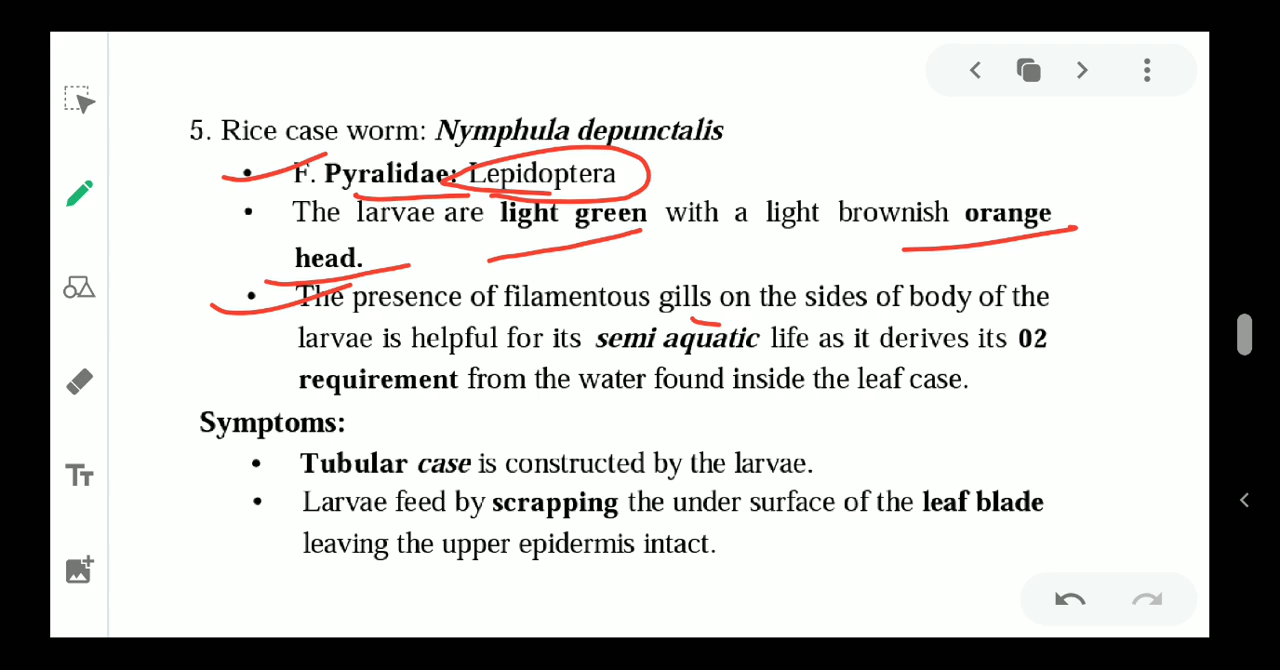 5. Rice case worm: Nymphula depunctalis
• F. Pyralidae: Lepidoptera
• The larvae are light green with a light brownish orange
head.
• The presence of filamentous gills on the sides of body of the
larvae is helpful for its semi aquatic life as it derives its 02
requirement from the water found inside the leaf case.
Symptoms:
• Tubular case is constructed by the larvae.
• Larvae feed by scrapping the under surface of the leaf blade
leaving the upper epidermis intact.
Tт